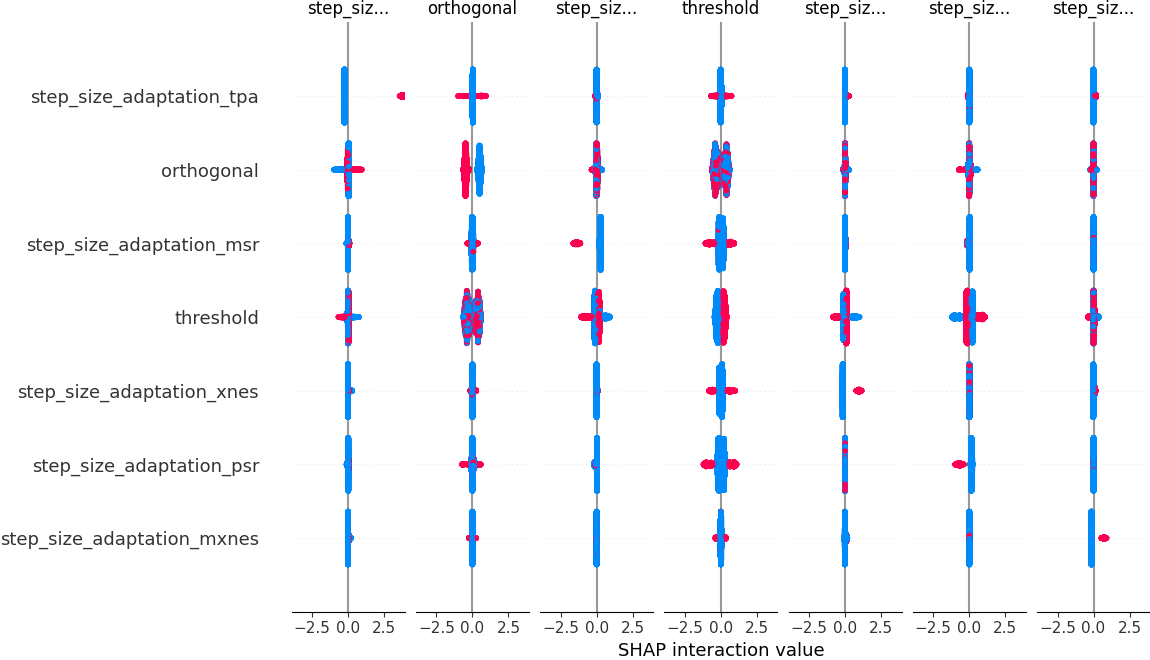 step_siz... orthogonal step_siz... threshold step_siz... step_siz... step_siz...
step_size_adaptation_tpa
orthogonal
step_size_adaptation_msr
threshold
step_size_adaptation_xnes
step_size_adaptation_psr
step_size_adaptation_mxnes
−2.5 0.0 2.5 −2.5 0.0 2.5 −2.5 0.0 2.5 −2.5 0.0 2.5 −2.5 0.0 2.5 −2.5 0.0 2.5 −2.5 0.0 2.5
SHAP interaction value